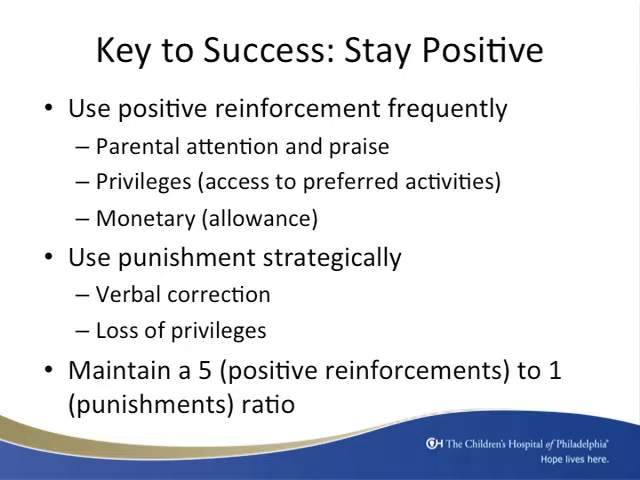 Key to Success: Stay Positive
• Use positive reinforcement frequently
– Parental attention and praise
– Privileges (access to preferred activities)
– Monetary (allowance)
• Use punishment strategically
– Verbal correction
– Loss of privileges
• Maintain a 5 (positive reinforcements) to 1
(punishments) ratio
The Children's Hospital of Philadelphia®
Hope lives here.